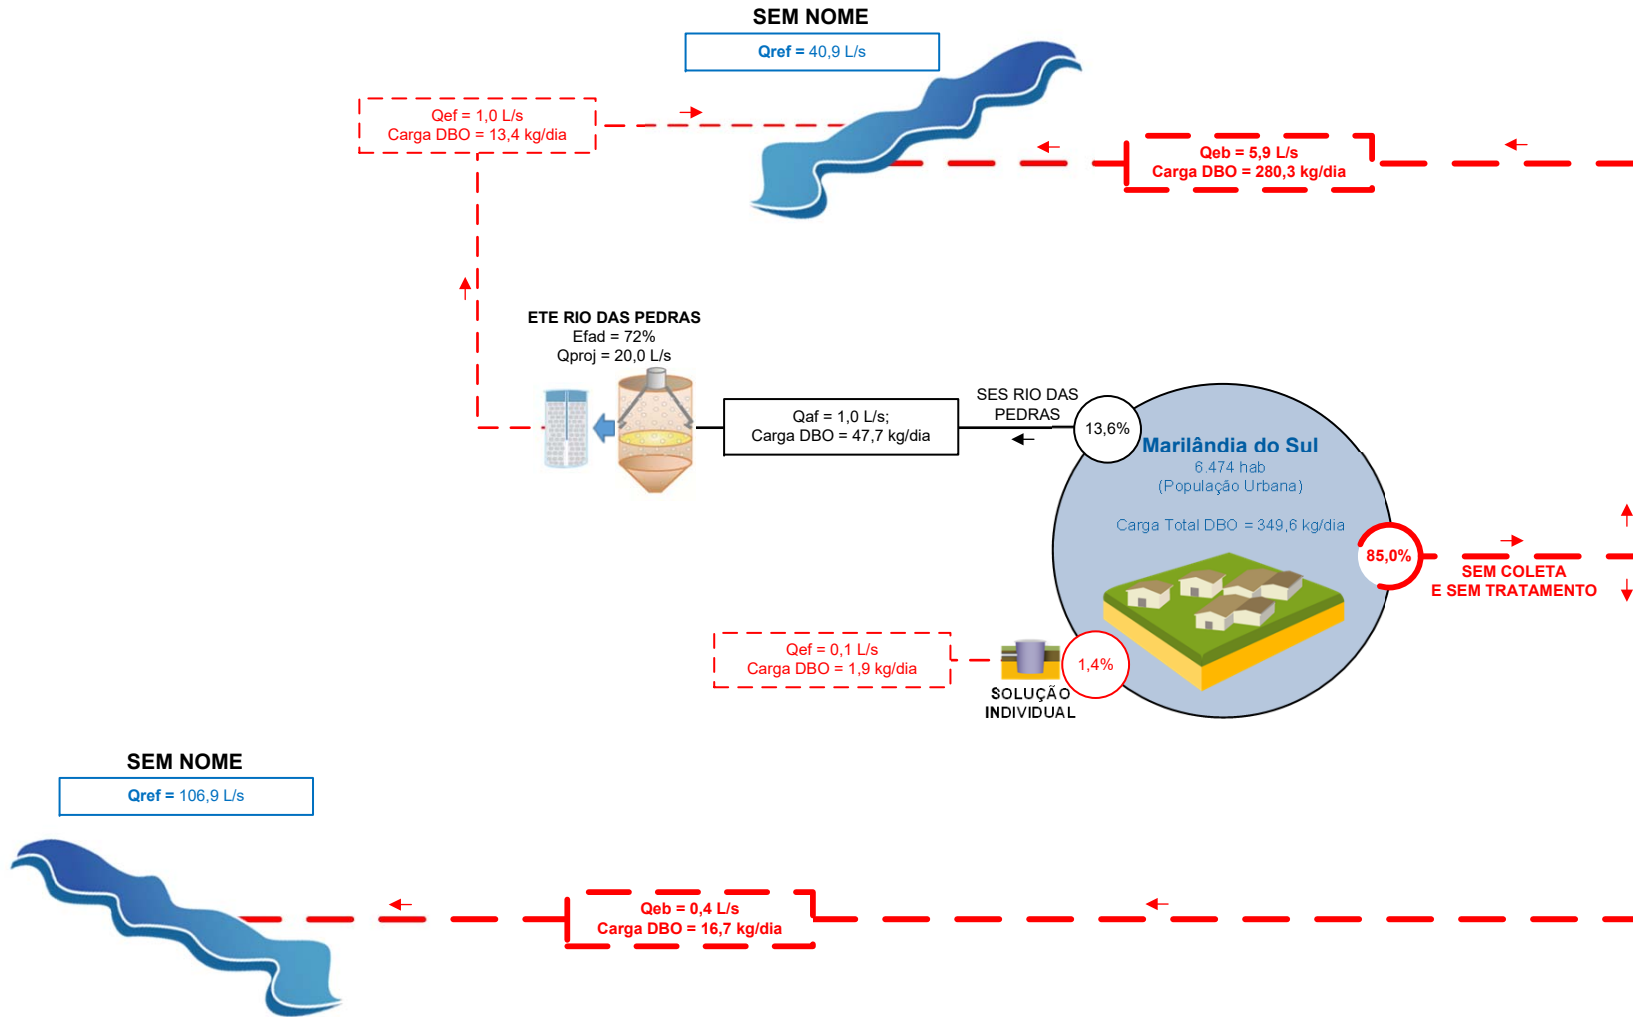 SEM NOME
Qref = 40,9 L/s
Qef = 1,0 L/s
Carga DBO = 13,4 kg/dia
Qeb = 5,9 L/s
Carga DBO = 280,3 kg/dia
ETE RIO DAS PEDRAS
Efad = 72%
Qproj = 20,0 L/s
Qaf = 1,0 L/s;
Carga DBO = 47,7 kg/dia
SES RIO DAS
PEDRAS
13,6%
Marilândia do Sul
6.474 hab
(População Urbana)
Carga Total DBO = 349,6 kg/dia
85,0%
SEM COLETA
E SEM TRATAMENTO
Qef = 0,1 L/s
Carga DBO = 1,9 kg/dia
1,4%
SOLUÇÃO
INDIVIDUAL
SEM NOME
Qref = 106,9 L/s
Qeb = 0,4 L/s
Carga DBO = 16,7 kg/dia